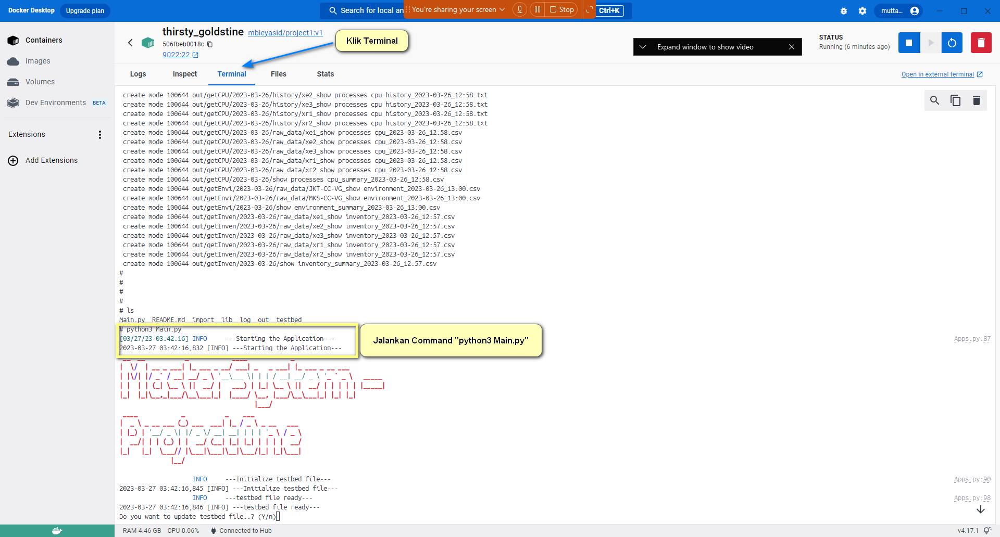 Docker Desktop
Upgrade plan
Search for local an
You're sharing your screen
Stop
Ctrl+K
mutta...
Containers
Images
Volumes
Dev Environments BETA
Extensions
Add Extensions
thirsty_goldstine mbieyasid/project1:v1
506fbeb0018c
9022:22
Klik Terminal
Expand window to show video
STATUS
Running (6 minutes ago)
Logs Inspect Terminal Files Stats
Open in external terminal
create mode 100644 out/getCPU/2023-03-26/history/xe2_show processes cpu history_2023-03-26_12:58.txt
create mode 100644 out/getCPU/2023-03-26/history/xe3_show processes cpu history_2023-03-26_12:58.txt
create mode 100644 out/getCPU/2023-03-26/history/xr1_show processes cpu history_2023-03-26_12:58.txt
create mode 100644 out/getCPU/2023-03-26/history/xr2_show processes cpu history_2023-03-26_12:58.txt
create mode 100644 out/getCPU/2023-03-26/raw_data/xe1_show processes cpu_2023-03-26_12:58.csv
create mode 100644 out/getCPU/2023-03-26/raw_data/xe2_show processes cpu_2023-03-26_12:58.csv
create mode 100644 out/getCPU/2023-03-26/raw_data/xe3_show processes cpu_2023-03-26_12:58.csv
create mode 100644 out/getCPU/2023-03-26/raw_data/xr1_show processes cpu_2023-03-26_12:58.csv
create mode 100644 out/getCPU/2023-03-26/raw_data/xr2_show processes cpu_2023-03-26_12:58.csv
create mode 100644 out/getCPU/2023-03-26/show processes cpu_summary_2023-03-26_12:58.csv
create mode 100644 out/getEnvi/2023-03-26/raw_data/JKT-CC-VG_show environment_2023-03-26_13:00.csv
create mode 100644 out/getEnvi/2023-03-26/raw_data/MKS-CC-VG_show environment_2023-03-26_13:00.csv
create mode 100644 out/getEnvi/2023-03-26/show environment_summary_2023-03-26_13:00.csv
create mode 100644 out/getInven/2023-03-26/raw_data/xe1_show inventory_2023-03-26_12:57.csv
create mode 100644 out/getInven/2023-03-26/raw_data/xe2_show inventory_2023-03-26_12:57.csv
create mode 100644 out/getInven/2023-03-26/raw_data/xe3_show inventory_2023-03-26_12:57.csv
create mode 100644 out/getInven/2023-03-26/raw_data/xr1_show inventory_2023-03-26_12:57.csv
create mode 100644 out/getInven/2023-03-26/raw_data/xr2_show inventory_2023-03-26_12:57.csv
create mode 100644 out/getInven/2023-03-26/show inventory_summary_2023-03-26_12:57.csv
#
#
#
#
# ls
Main.py README.md import lib log out testbed
# python3 Main.py
[03/27/23 03:42:16] INFO ---Starting the Application--- Apps.py:87
2023-03-27 03:42:16,832 [INFO] ---Starting the Application---
Jalankan Command "python3 Main.py"
MasterSystem -
ProjectOne
INFO ---Initialize testbed file--- Apps.py:90
2023-03-27 03:42:16,845 [INFO] ---Initialize testbed file---
INFO ---testbed file ready--- Apps.py:98
2023-03-27 03:42:16,846 [INFO] ---testbed file ready---
Do you want to update testbed file..? (Y/n)
RAM 4.46 GB CPU 0.06% Connected to Hub
v4.17.1